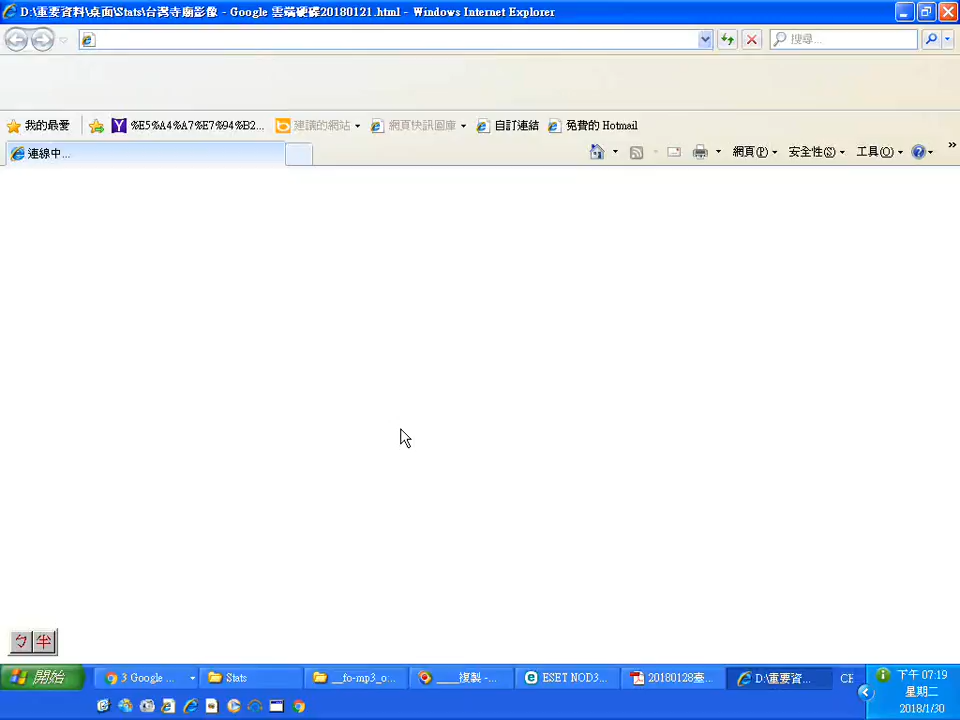 D:\重要資料\桌面\Stats\台灣寺廟影像 - Google 雲端硬碟20180121.html - Windows Internet Explorer
搜尋...
我的最愛
%E5%A4%A7%E7%94%B2...
建議的網站
網頁快訊圖庫
自訂連結
免費的 Hotmail
連線中...
網頁(P)
安全性(S)
工具(O)
»
ㄅ半
開始
3 Google ...
Stats
__fo-mp3_o...
____複製 -...
ESET NOD3...
20180128臺...
D:\重要資...
CH
下午 07:19
星期二
2018/1/30